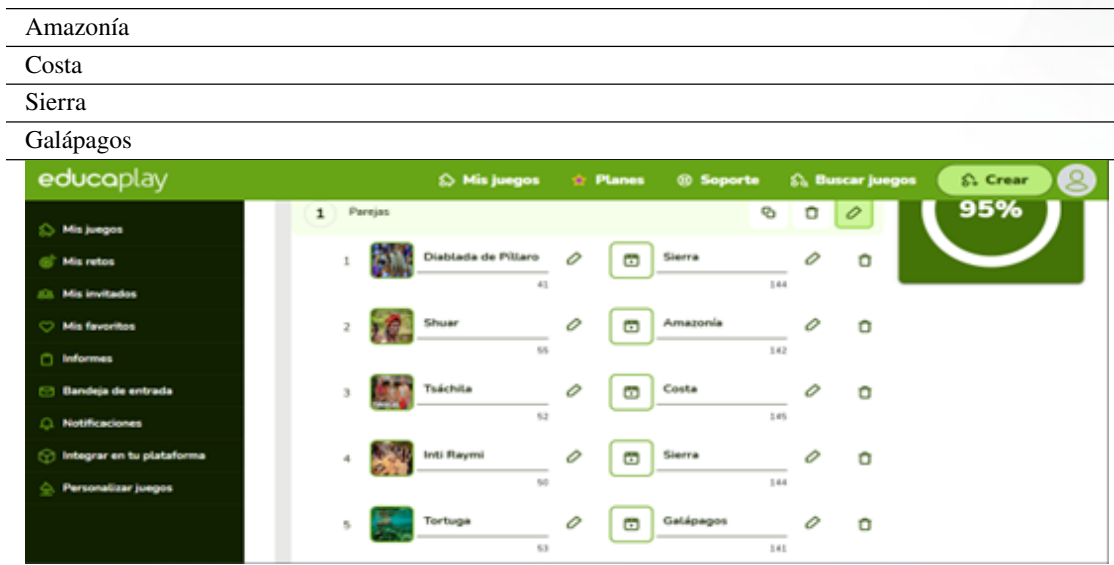 Amazonía
Costa
Sierra
Galápagos
educaplay Mis juegos Planes Soporte Buscar juegos Crear
Mis juegos
Mis retos
Mis invitados
Mis favoritos
Informes
Bandeja de entrada
Notificaciones
Integrar en tu plataforma
Personalizar juegos
1 Parejas
95%
1 Diablada de Píllaro Sierra
41 144
2 Shuar Amazonía
55 142
3 Tsáchila Costa
52 145
4 Inti Raymi Sierra
50 144
5 Tortuga Galápagos
53 141